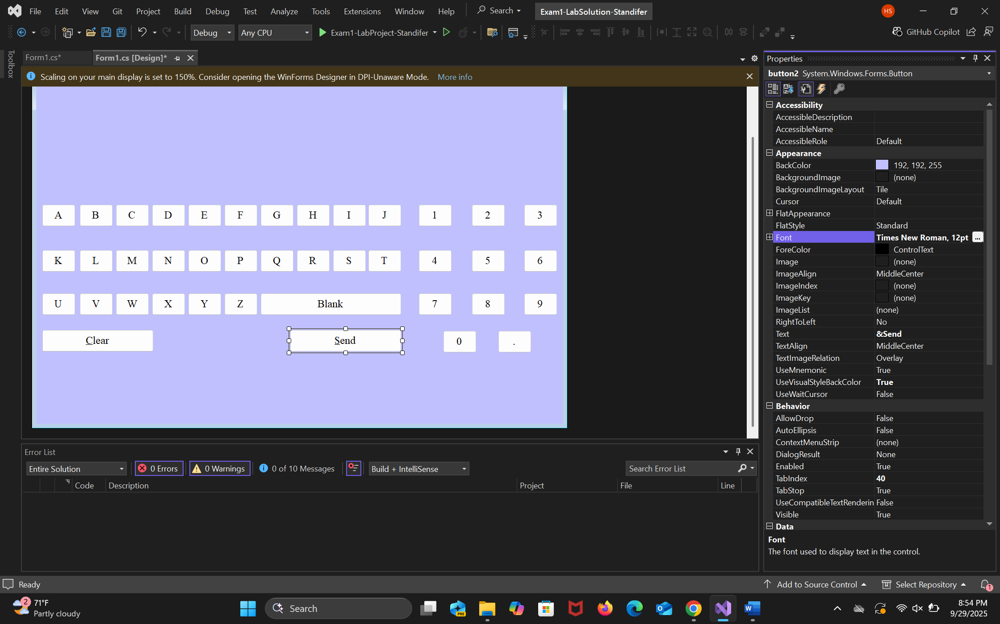 File Edit View Git Project Build Debug Test Analyze Tools Extensions Window Help Search Exam1-LabSolution-Standifer HS
Debug Any CPU Exam1-LabProject-Standifer GitHub Copilot
Toolbox
Form1.cs* Form1.cs [Design]*
Scaling on your main display is set to 150%. Consider opening the WinForms Designer in DPI-Unaware Mode. More info
A B C D E F G H I J 1 2 3
K L M N O P Q R S T 4 5 6
U V W X Y Z Blank 7 8 9
Clear Send 0 .
Error List
Entire Solution 0 Errors 0 Warnings 0 of 10 Messages Build + IntelliSense Search Error List
Code Description Project File Line
Properties
button2 System.Windows.Forms.Button
Accessibility
AccessibleDescription
AccessibleName
AccessibleRole Default
Appearance
BackColor 192, 192, 255
BackgroundImage (none)
BackgroundImageLayout Tile
Cursor Default
FlatAppearance
FlatStyle Standard
Font Times New Roman, 12pt ...
ForeColor ControlText
Image (none)
ImageAlign MiddleCenter
ImageIndex (none)
ImageKey (none)
ImageList (none)
RightToLeft No
Text &Send
TextAlign MiddleCenter
TextImageRelation Overlay
UseMnemonic True
UseVisualStyleBackColor True
UseWaitCursor False
Behavior
AllowDrop False
AutoEllipsis False
ContextMenuStrip (none)
DialogResult None
Enabled True
TabIndex 40
TabStop True
UseCompatibleTextRenderin False
Visible True
Data
Font
The font used to display text in the control.
Ready Add to Source Control Select Repository 1
2 71°F
Partly cloudy
Search
PRE
W
8:54 PM
9/29/2025